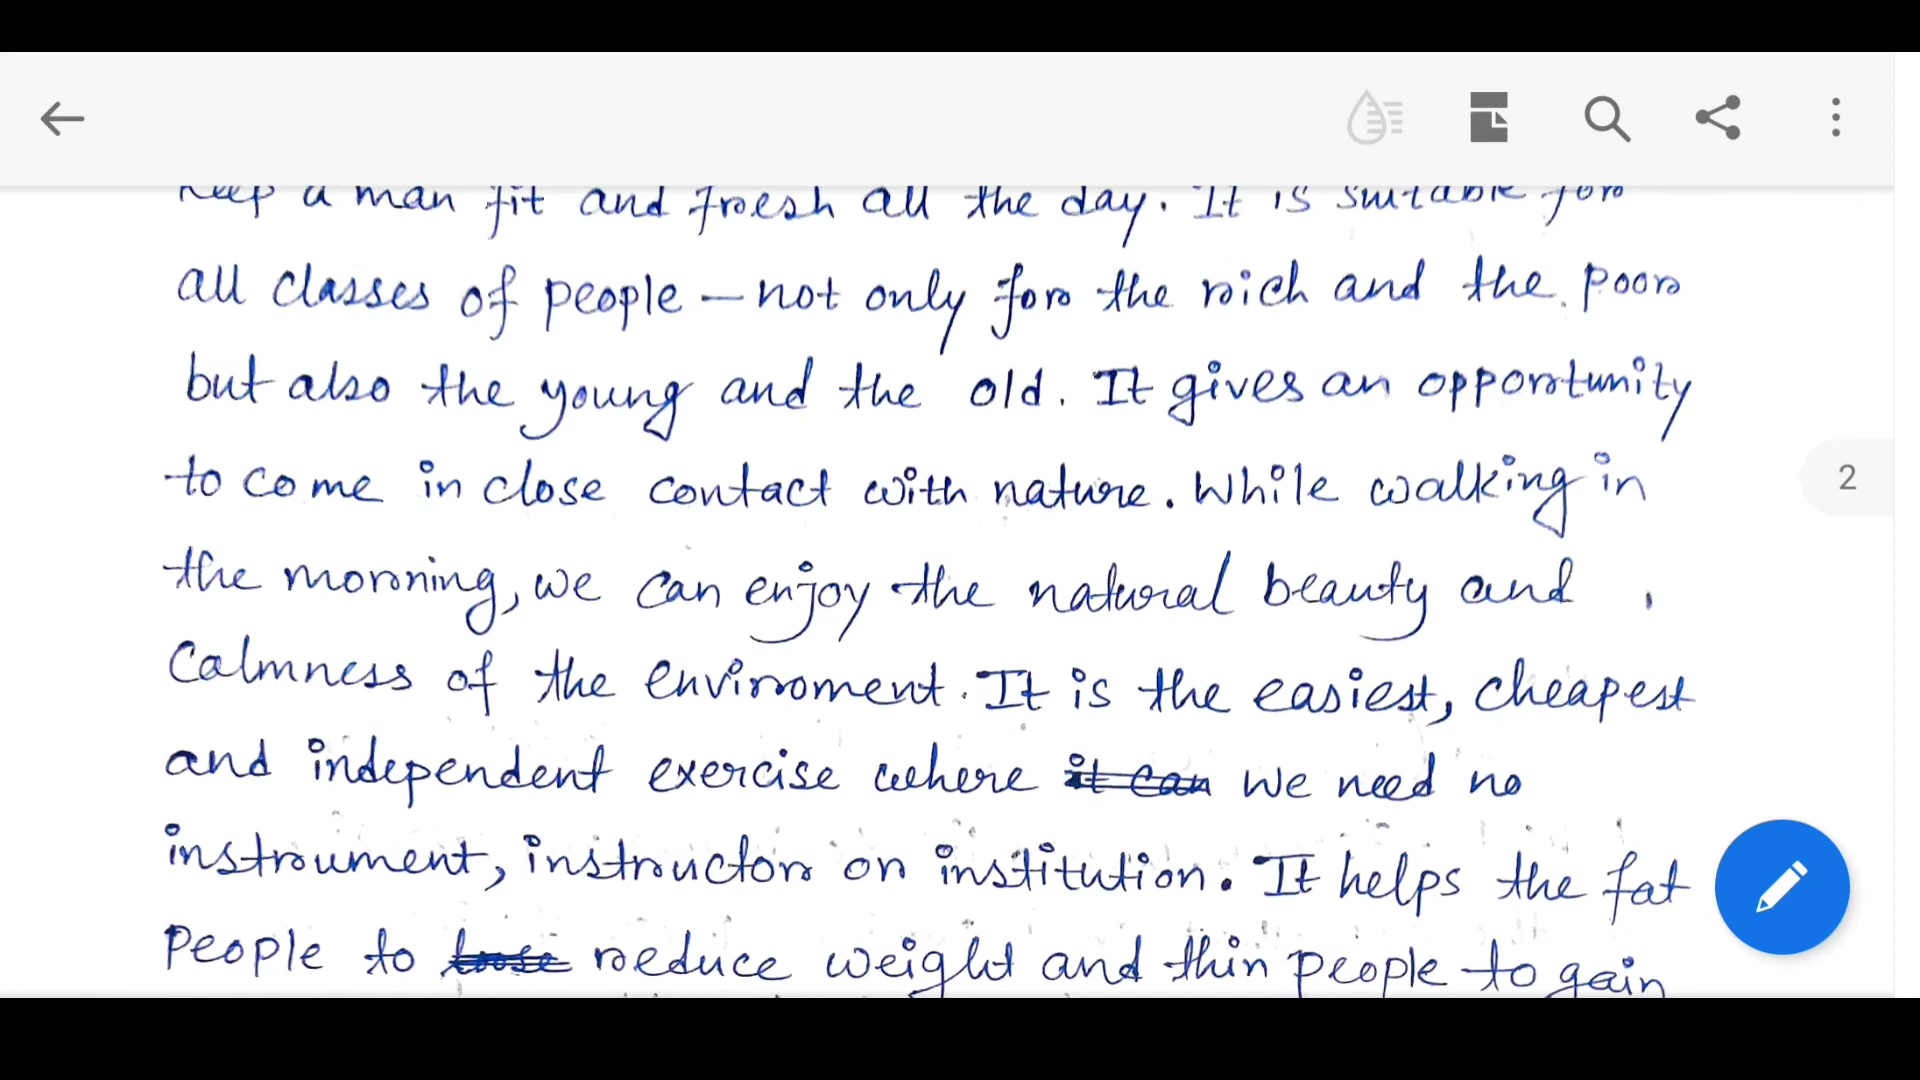 keep a man fit and fresh all the day. It is suitable for
all classes of people - not only for the rich and the poor
but also the young and the old. It gives an opportunity
to come in close contact with nature. While walking in
2
the morning, we can enjoy the natural beauty and
Calmness of the enviroment. It is the easiest, cheapest
and independent exercise where it can we need no
instrument, instructor or institution. It helps the fat
people to loose reduce weight and thin people to gain